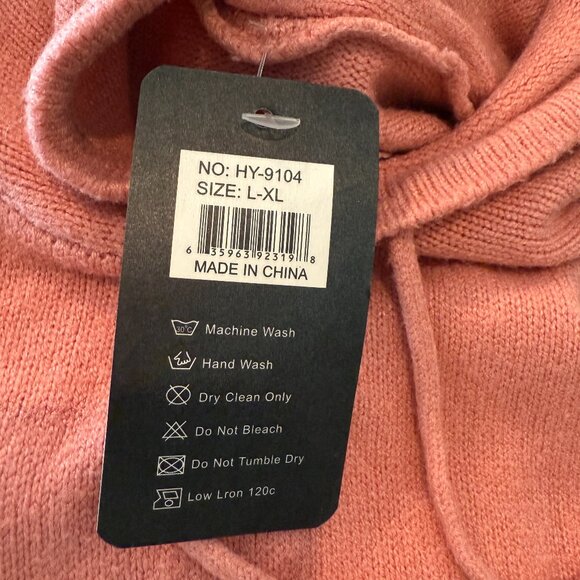 NO: HY-9104
SIZE: L-XL
6 35963 92319 8
MADE IN CHINA
30°C Machine Wash
Hand Wash
Dry Clean Only
Do Not Bleach
Do Not Tumble Dry
Low Lron 120c